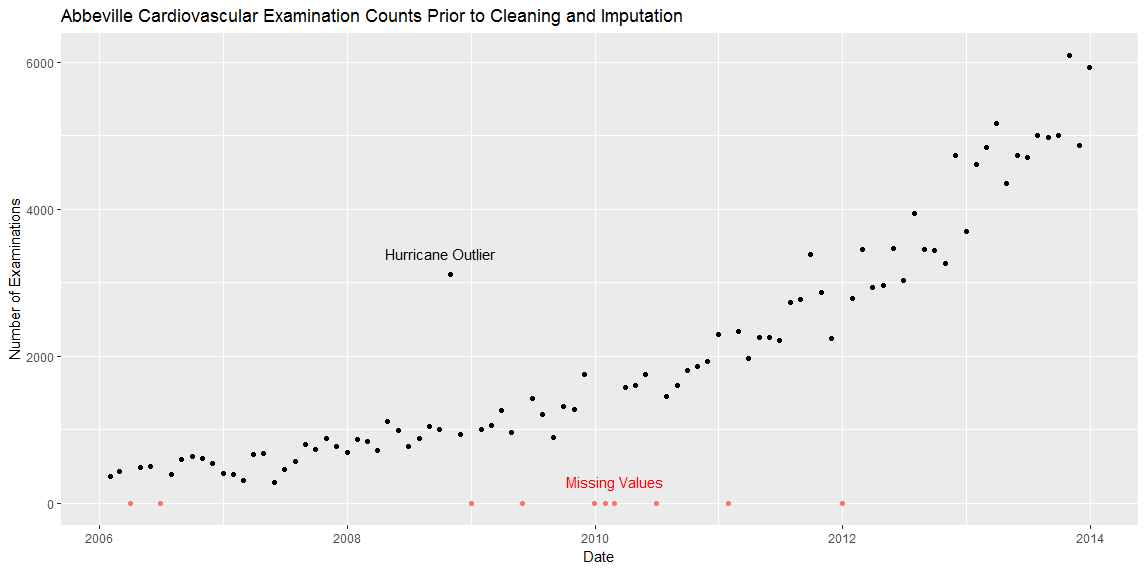 Abbeville Cardiovascular Examination Counts Prior to Cleaning and Imputation
Number of Examinations
6000
4000
2000
0
Hurricane Outlier
Missing Values
2006
2008
2010
2012
2014
Date